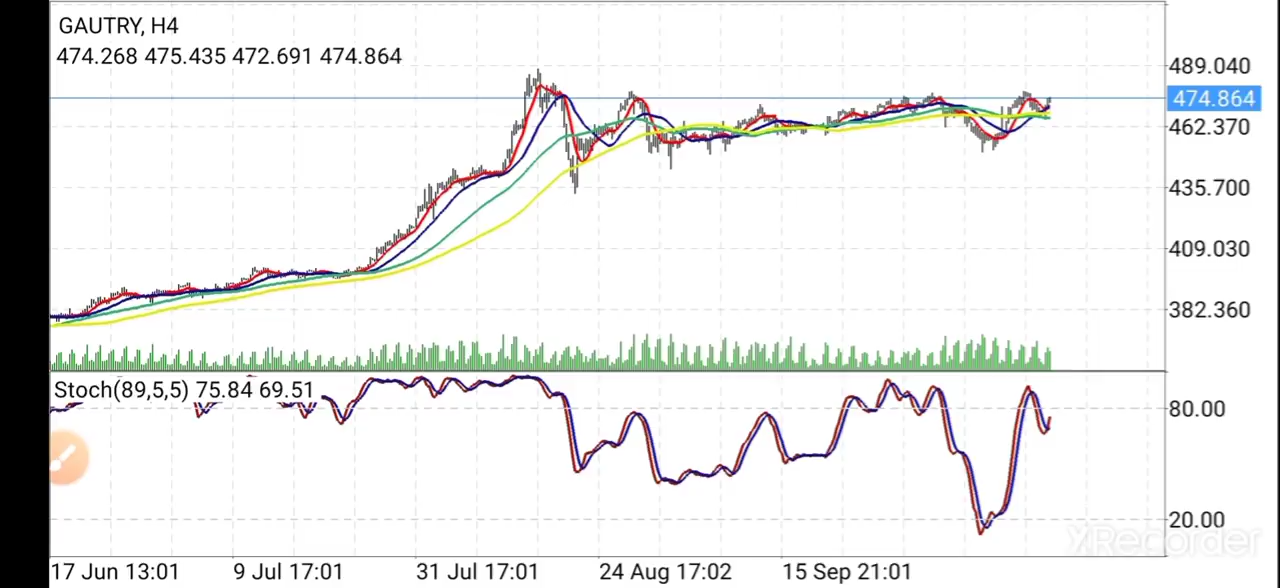 GAUTRY, H4
474.268 475.435 472.691 474.864
489.040
474.864
462.370
435.700
409.030
382.360
Stoch(89,5,5) 75.84 69.51
80.00
20.00
XRecorder
17 Jun 13:01 9 Jul 17:01 31 Jul 17:01 24 Aug 17:02 15 Sep 21:01